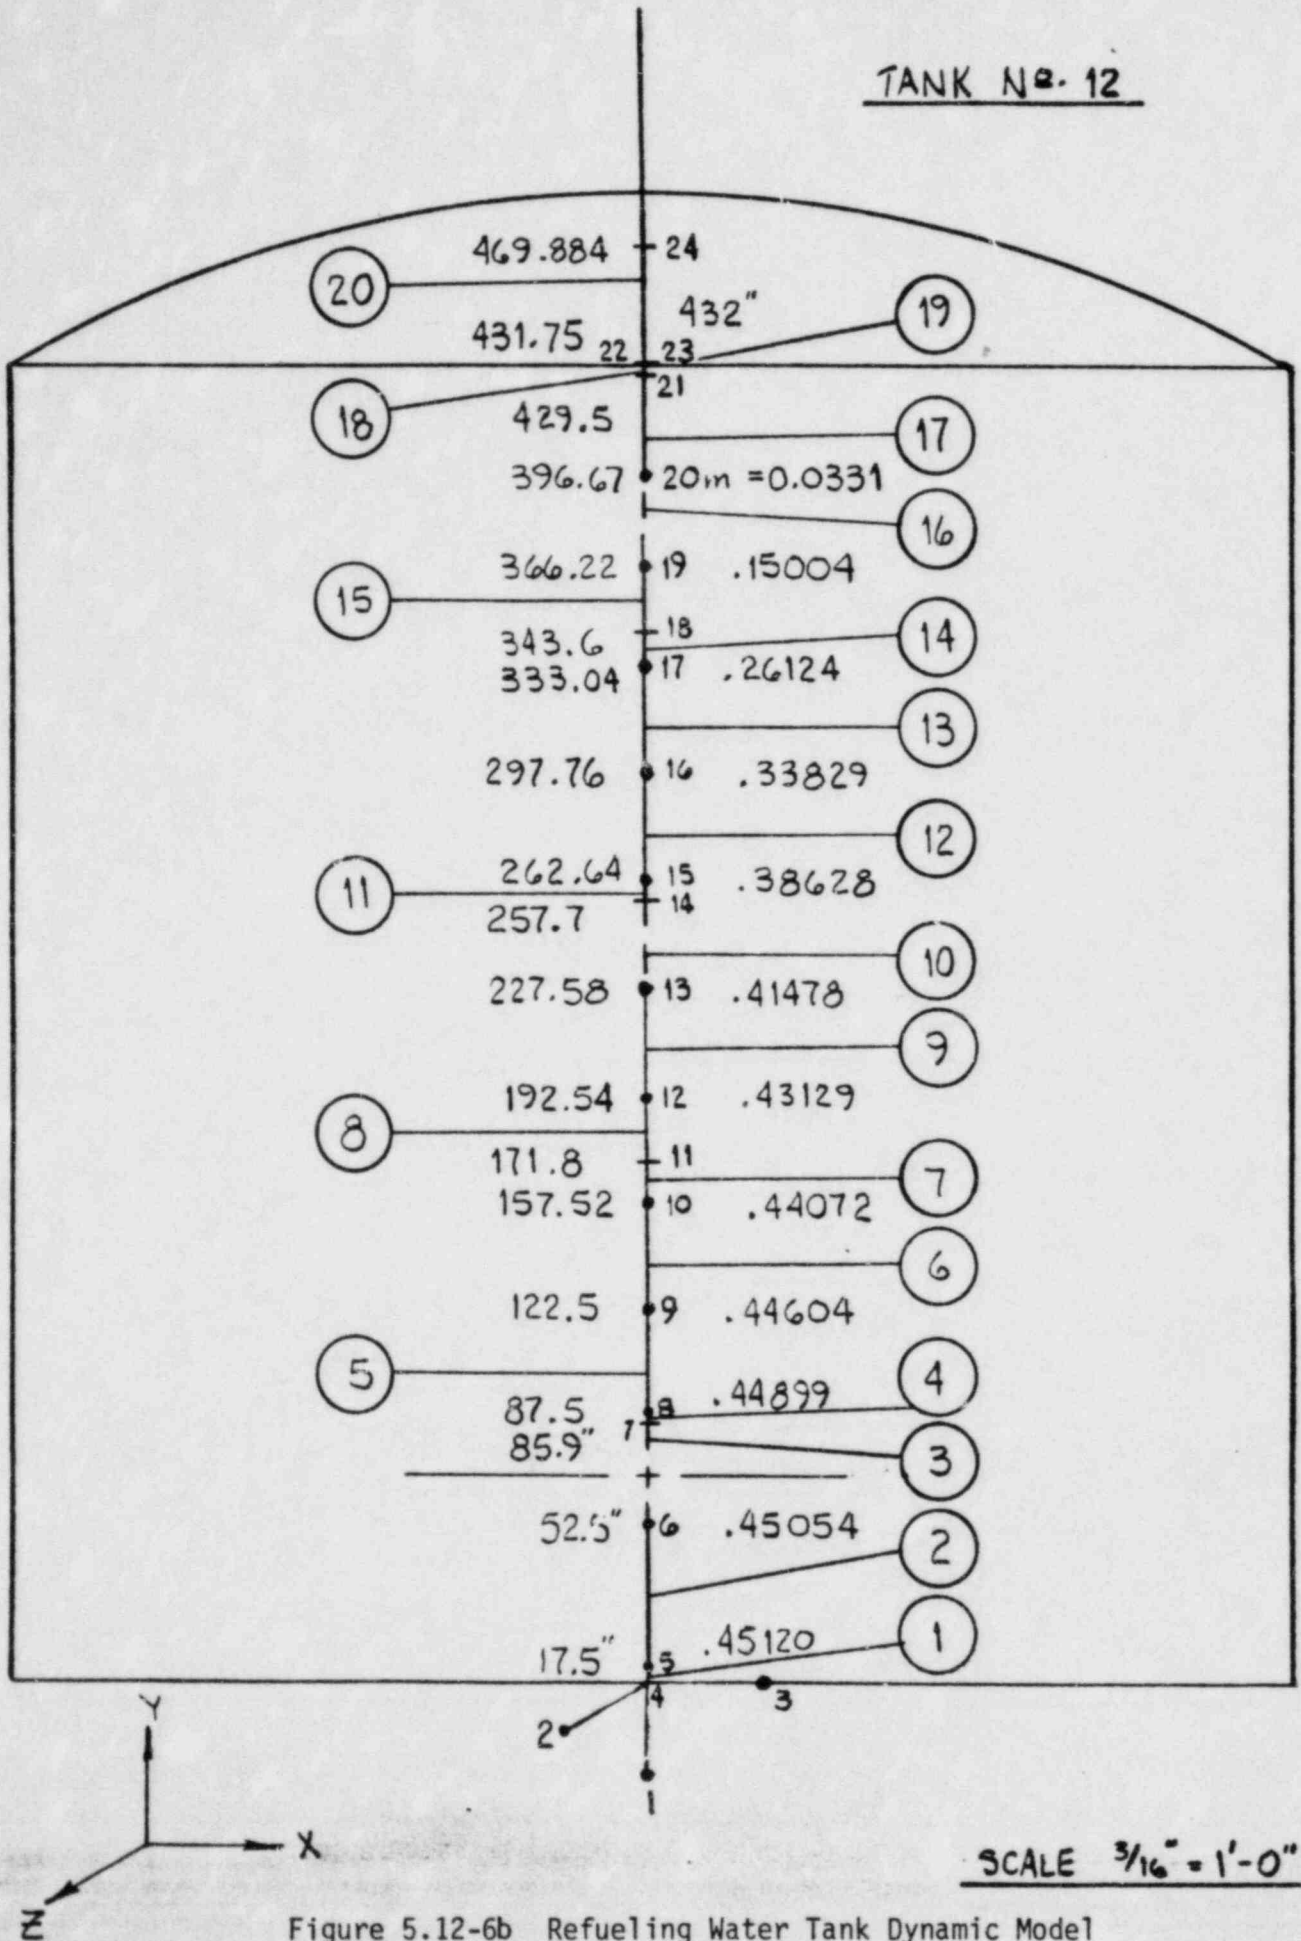 TANK No. 12
469.884 24
20
432"
19
431.75 22 23
21
18
429.5
17
396.67 20 m = 0.0331
16
366.22 19 .15004
15
18
343.6
14
333.04 17 .26124
13
297.76 16 .33829
12
262.64 15 .38628
11
14
257.7
10
227.58 13 .41478
9
192.54 12 .43129
8
171.8 11
7
157.52 10 .44072
6
122.5 9 .44604
5
4
87.5 8 .44899
7
85.9"
3
52.5" 6 .45054
2
17.5" 5 .45120
1
4
3
2
1
Y
X
Z
SCALE 3/16" = 1'-0"
Figure 5.12-6b Refueling Water Tank Dynamic Model